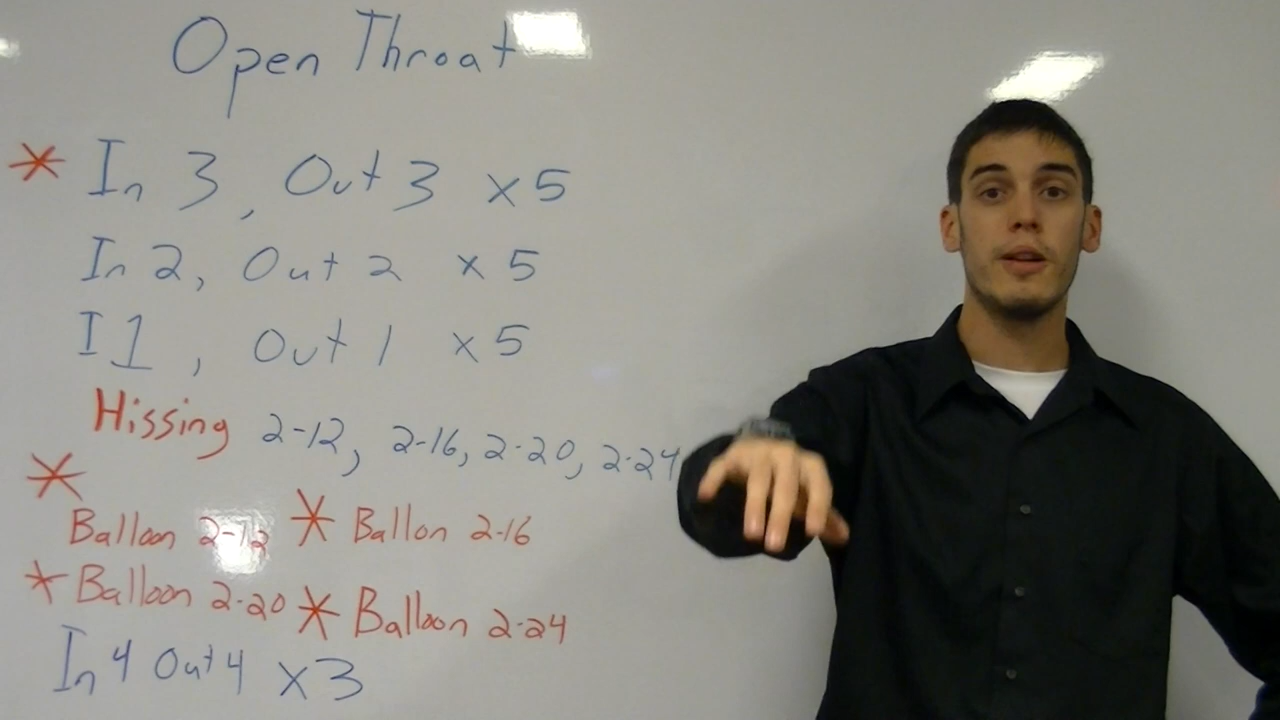 Open Throat
* In 3, Out 3 x5
In 2, Out 2 x5
I 1, Out 1 x5
Hissing 2-12, 2-16, 2-20, 2-24
* Balloon 2-12 * Ballon 2-16
* Balloon 2-20 * Balloon 2-24
In 4 Out 4 x3